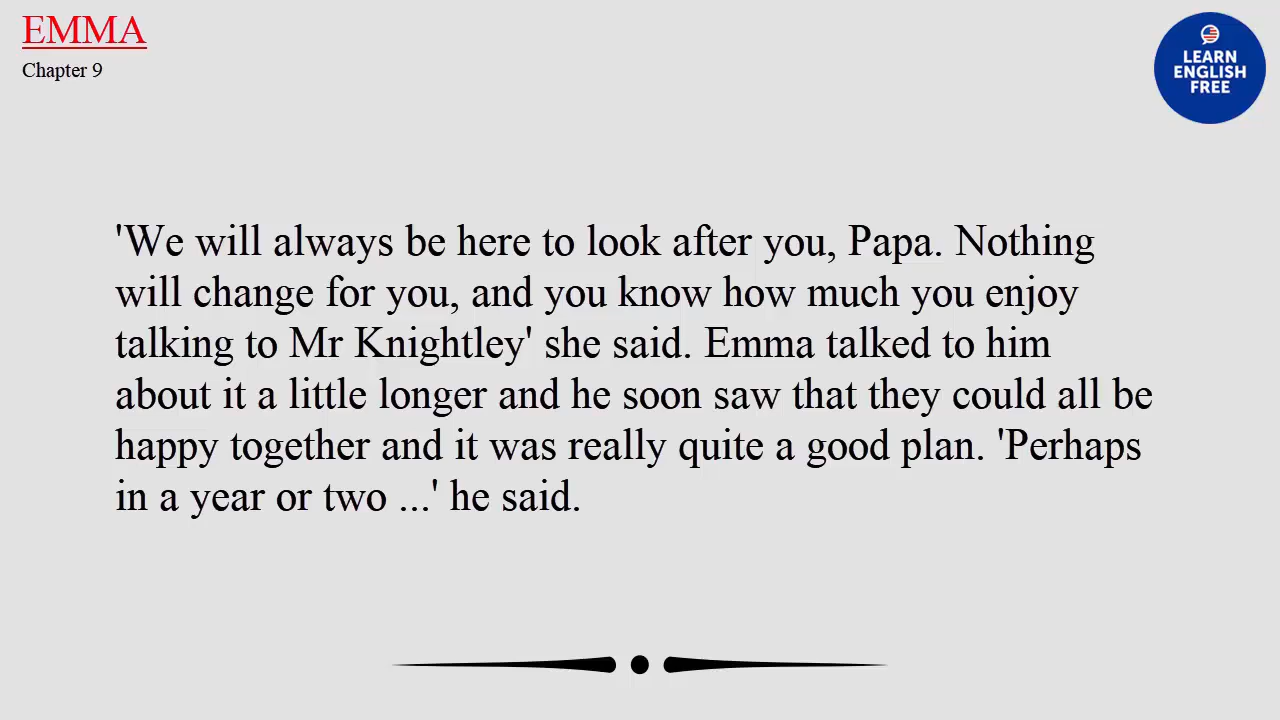 EMMA
Chapter 9
LEARN
ENGLISH
FREE
'We will always be here to look after you, Papa. Nothing
will change for you, and you know how much you enjoy
talking to Mr Knightley' she said. Emma talked to him
about it a little longer and he soon saw that they could all be
happy together and it was really quite a good plan. 'Perhaps
in a year or two ...' he said.